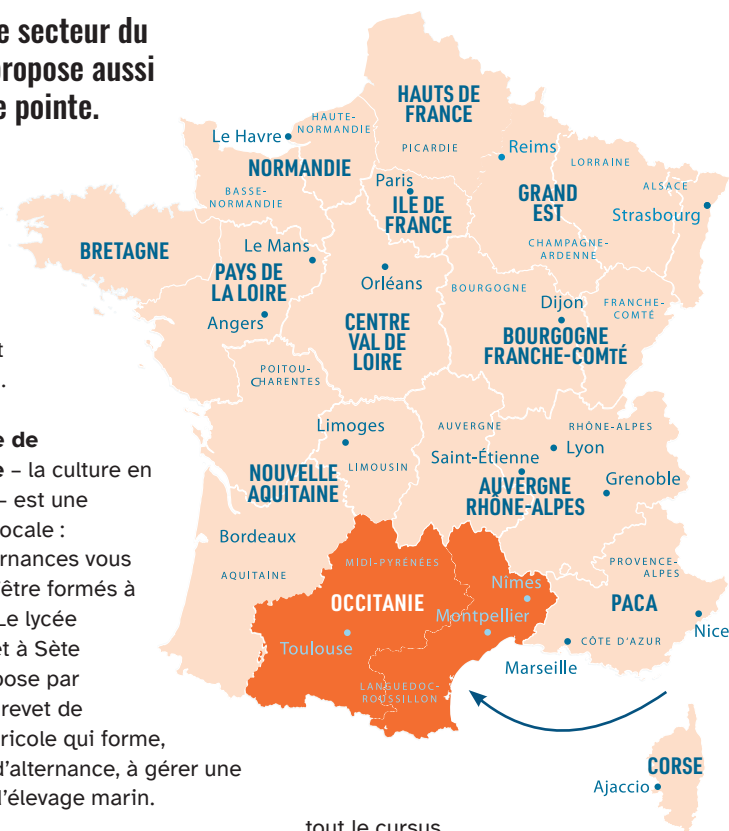 e secteur du
propose aussi
e pointe.
t
.
e de
e – la culture en
– est une
ocale :
ernances vous
'être formés à
Le lycée
et à Sète
pose par
revet de
ricole qui forme,
d'alternance, à gérer une
d'élevage marin.
tout le cursus
HAUTS DE
FRANCE
HAUTE-
NORMANDIE
Le Havre
PICARDIE
Reims
NORMANDIE
LORRAINE
Paris
ALSACE
BASSE-
NORMANDIE
ILE DE
FRANCE
GRAND
EST
Strasbourg
BRETAGNE
Le Mans
CHAMPAGNE-
ARDENNE
PAYS DE
LA LOIRE
Orléans
BOURGOGNE
Dijon
FRANCHE-
COMTÉ
Angers
CENTRE
VAL DE
LOIRE
BOURGOGNE
FRANCHE-COMTÉ
POITOU-
CHARENTES
Limoges
AUVERGNE
RHÔNE-ALPES
Lyon
LIMOUSIN
Saint-Étienne
NOUVELLE
AQUITAINE
AUVERGNE
RHÔNE-ALPES
Grenoble
Bordeaux
AQUITAINE
MIDI-PYRÉNÉES
PROVENCE-
ALPES
Nîmes
OCCITANIE
PACA
Montpellier
Toulouse
CÔTE D'AZUR
Nice
Marseille
LANGUEDOC-
ROUSSILLON
CORSE
Ajaccio